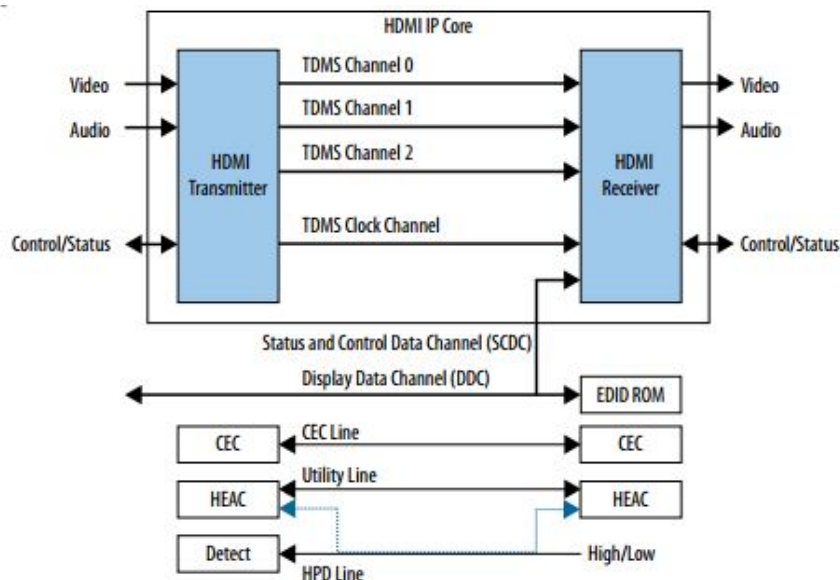 HDMI IP Core
TDMS Channel 0
Video
Video
TDMS Channel 1
Audio
Audio
TDMS Channel 2
HDMI
Transmitter
HDMI
Receiver
TDMS Clock Channel
Control/Status
Control/Status
Status and Control Data Channel (SCDC)
Display Data Channel (DDC)
EDID ROM
CEC
CEC Line
CEC
Utility Line
HEAC
HEAC
Detect
High/Low
HPD Line